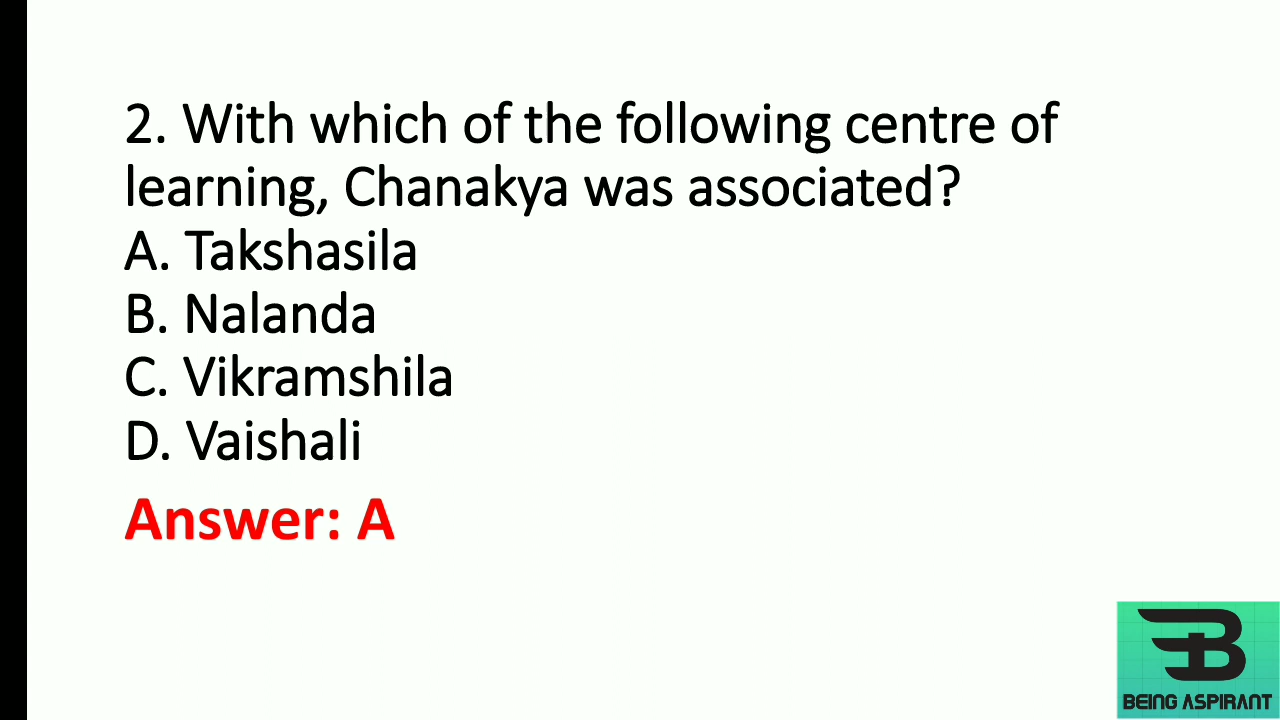 2. With which of the following centre of
learning, Chanakya was associated?
A. Takshasila
B. Nalanda
C. Vikramshila
D. Vaishali
Answer: A
BEING ASPIRANT